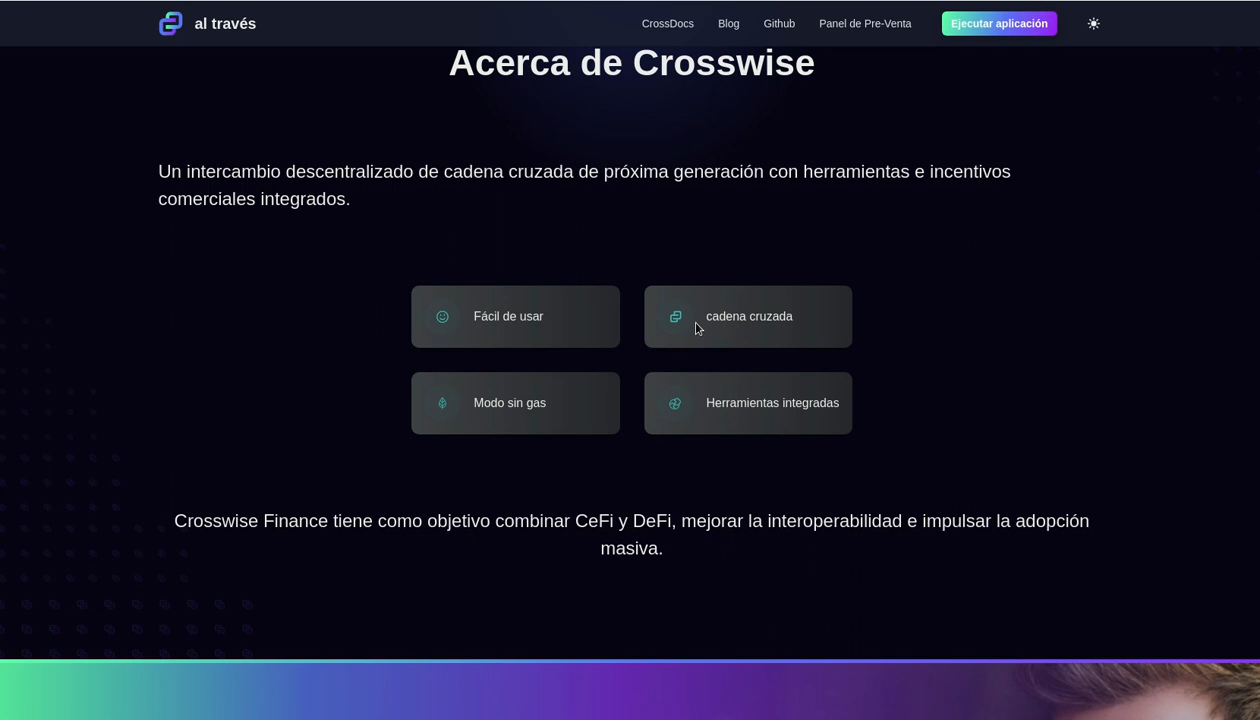 al través
CrossDocs
Blog
Github
Panel de Pre-Venta
Ejecutar aplicación
Acerca de Crosswise
Un intercambio descentralizado de cadena cruzada de próxima generación con herramientas e incentivos
comerciales integrados.
Fácil de usar
cadena cruzada
Modo sin gas
Herramientas integradas
Crosswise Finance tiene como objetivo combinar CeFi y DeFi, mejorar la interoperabilidad e impulsar la adopción
masiva.